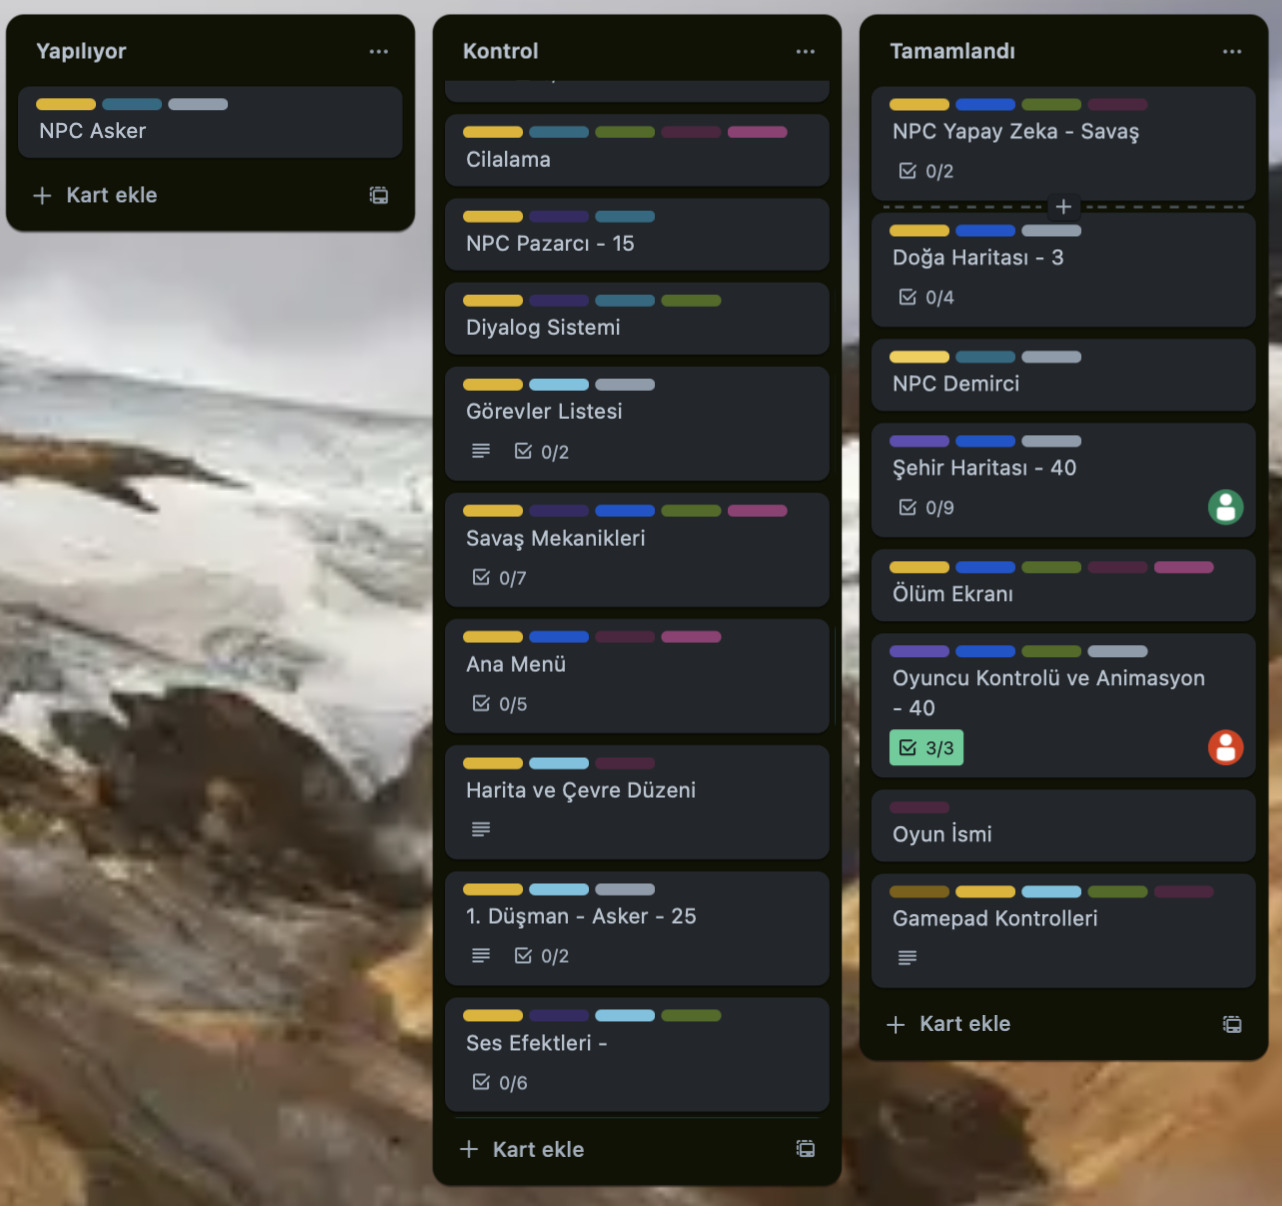 Yapılıyor
NPC Asker
Kart ekle
Kontrol
Cilalama
NPC Pazarcı - 15
Diyalog Sistemi
Görevler Listesi
0/2
Savaş Mekanikleri
0/7
Ana Menü
0/5
Harita ve Çevre Düzeni
1. Düşman - Asker - 25
0/2
Ses Efektleri -
0/6
Kart ekle
Tamamlandı
NPC Yapay Zeka - Savaş
0/2
Doğa Haritası - 3
0/4
NPC Demirci
Şehir Haritası - 40
0/9
Ölüm Ekranı
Oyuncu Kontrolü ve Animasyon
- 40
3/3
Oyun İsmi
Gamepad Kontrolleri
Kart ekle